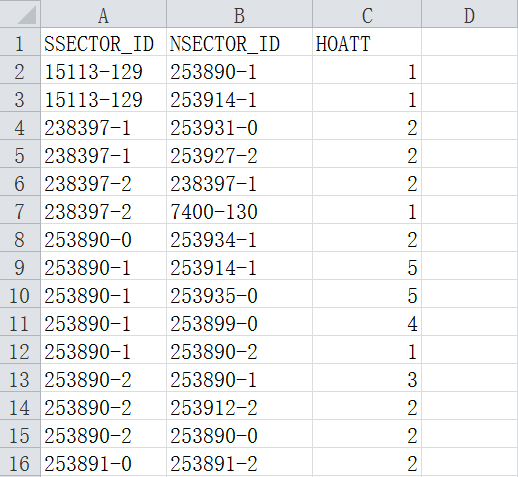 A B C D
1 SSECTOR_ID NSECTOR_ID HOATT
2 15113-129 253890-1 1
3 15113-129 253914-1 1
4 238397-1 253931-0 2
5 238397-1 253927-2 2
6 238397-2 238397-1 2
7 238397-2 7400-130 1
8 253890-0 253934-1 2
9 253890-1 253914-1 5
10 253890-1 253935-0 5
11 253890-1 253899-0 4
12 253890-1 253890-2 1
13 253890-2 253890-1 3
14 253890-2 253912-2 2
15 253890-2 253890-0 2
16 253891-0 253891-2 2